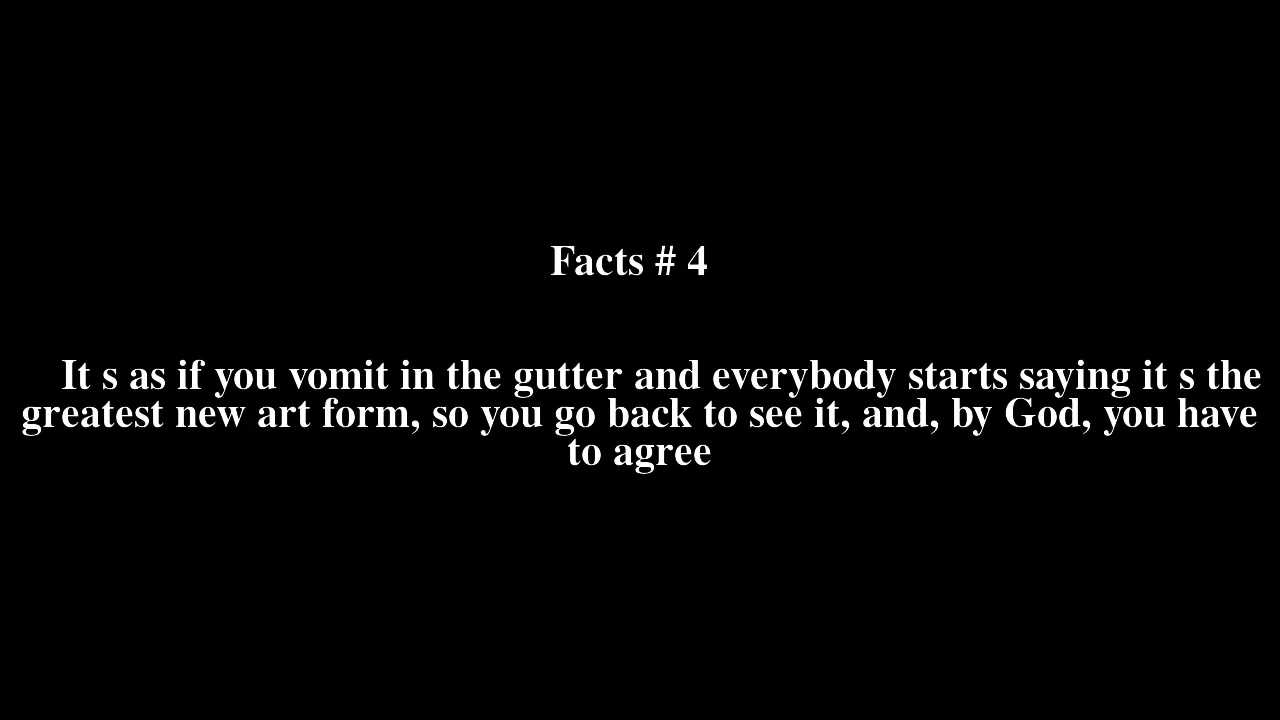 Facts # 4
It s as if you vomit in the gutter and everybody starts saying it s the
greatest new art form, so you go back to see it, and, by God, you have
to agree